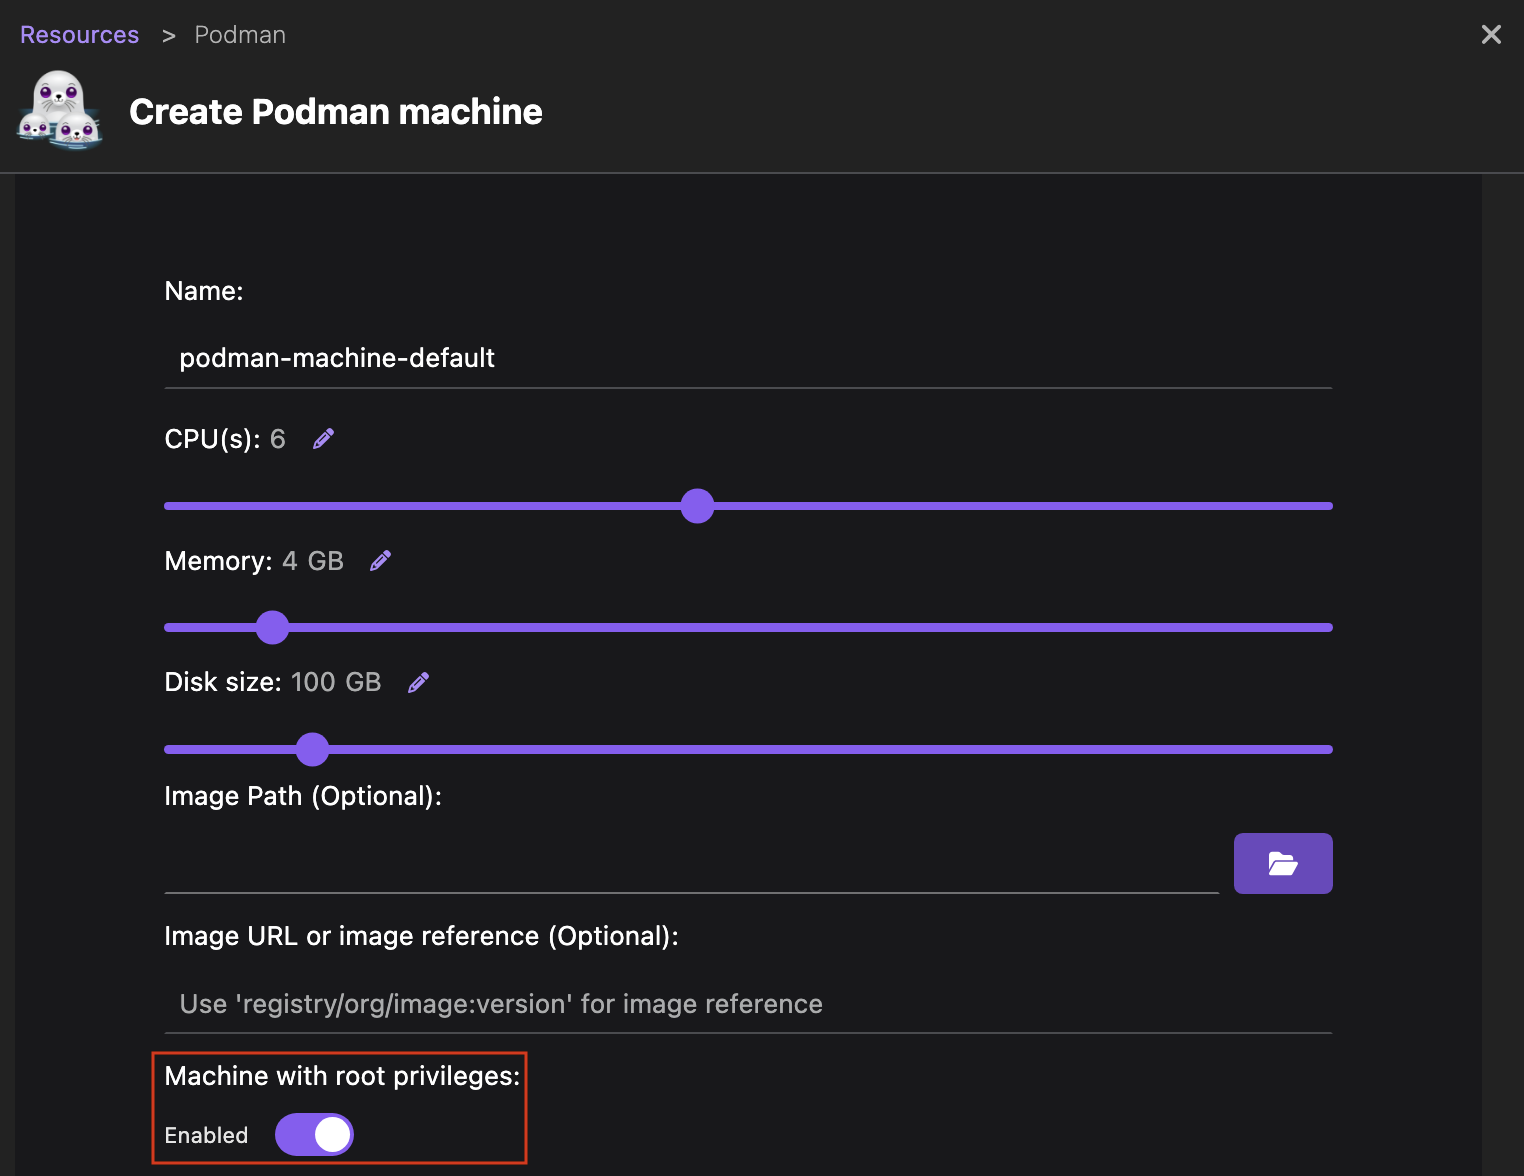 Resources > Podman
Create Podman machine
Name:
podman-machine-default
CPU(s): 6
Memory: 4 GB
Disk size: 100 GB
Image Path (Optional):
Image URL or image reference (Optional):
Use 'registry/org/image:version' for image reference
Machine with root privileges:
Enabled